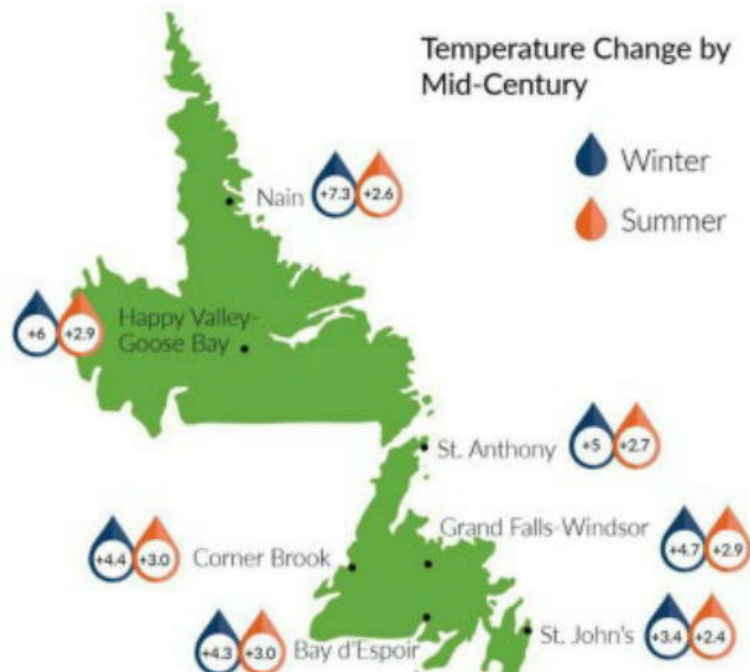 Temperature Change by
Mid-Century
Winter
Summer
Nain +7.3 +2.6
+6 +2.9 Happy Valley-
Goose Bay
St. Anthony +5 +2.7
Grand Falls-Windsor +4.7 +2.9
+4.4 +3.0 Corner Brook
St. John's +3.4 +2.4
+4.3 +3.0 Bay d'Espoir